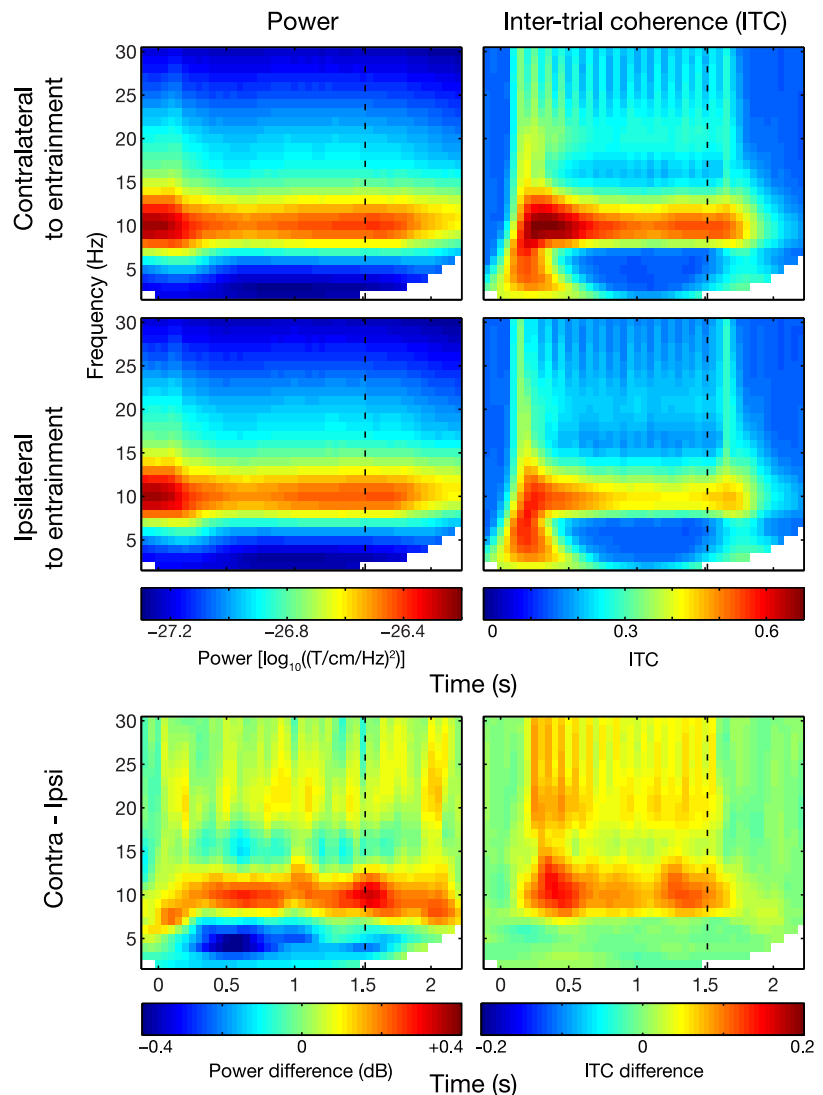 Power
Inter-trial coherence (ITC)
Contralateral
to entrainment
30
25
20
15
10
5
Frequency (Hz)
Ipsilateral
to entrainment
30
25
20
15
10
5
−27.2
−26.8
−26.4
Power [log10((T/cm/Hz)²)]
0
0.3
0.6
ITC
Time (s)
Contra - Ipsi
30
25
20
15
10
5
0
0.5
1
1.5
2
0
0.5
1
1.5
2
−0.4
0
+0.4
Power difference (dB)
-0.2
0
0.2
ITC difference
Time (s)